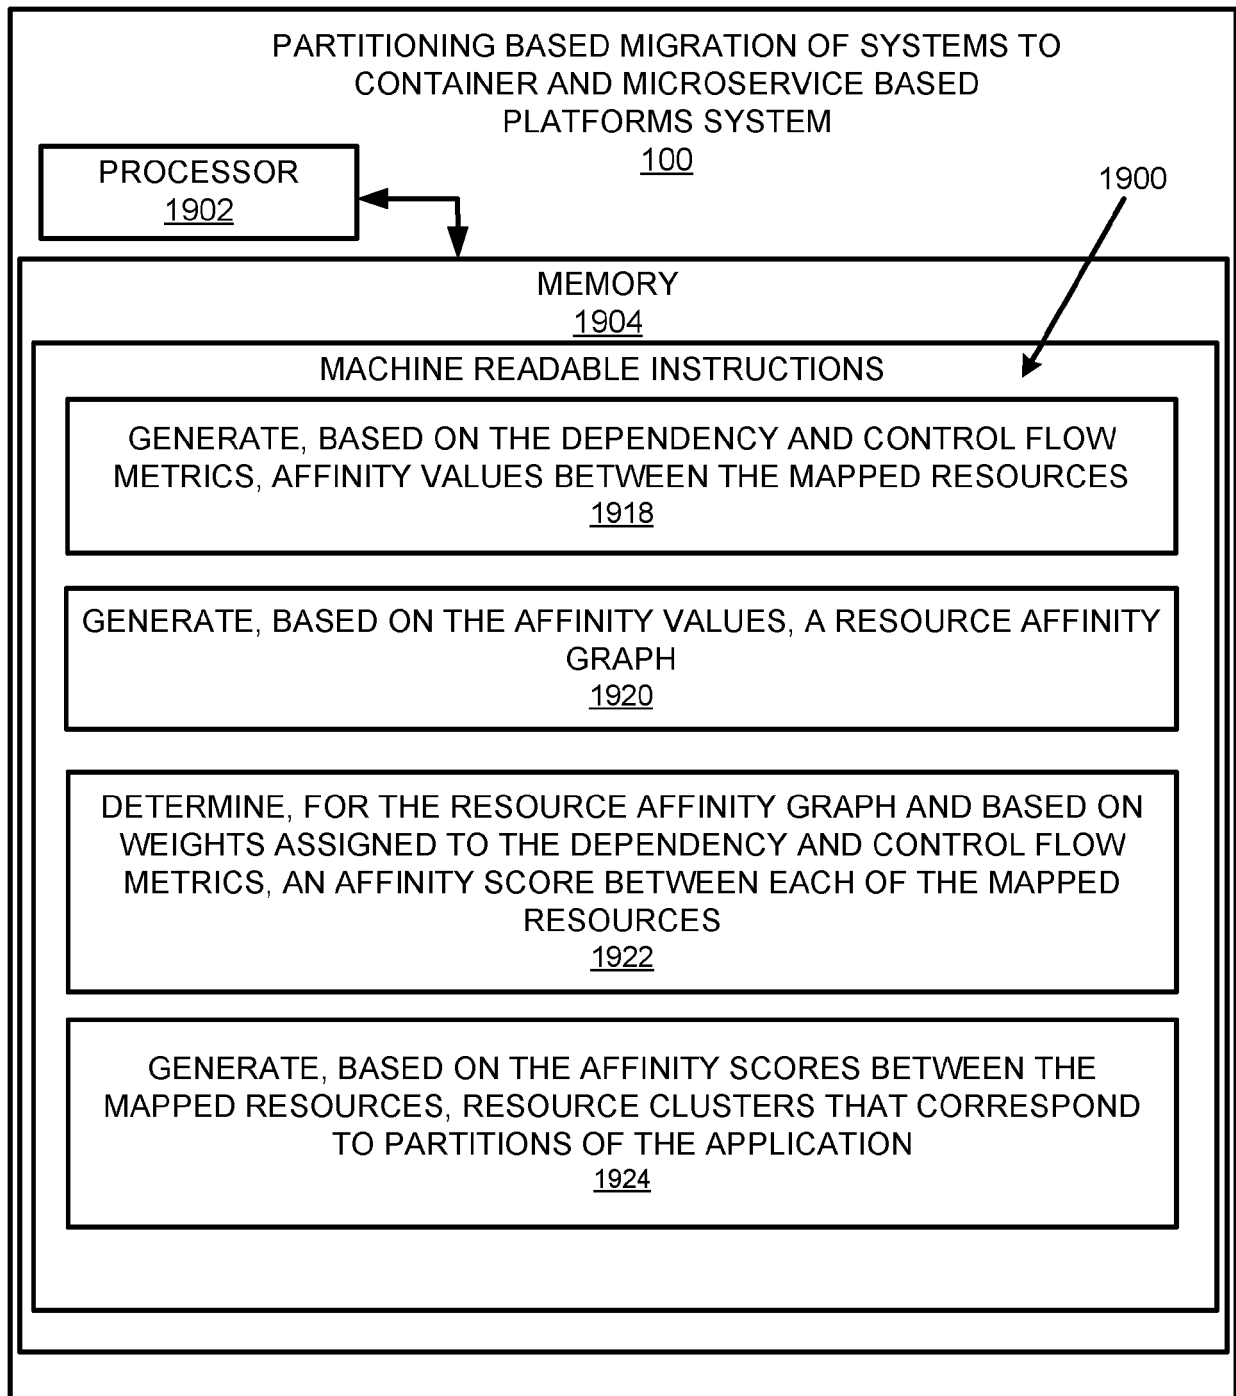 PARTITIONING BASED MIGRATION OF SYSTEMS TO
CONTAINER AND MICROSERVICE BASED
PLATFORMS SYSTEM
100
PROCESSOR
1902
1900
MEMORY
1904
MACHINE READABLE INSTRUCTIONS
GENERATE, BASED ON THE DEPENDENCY AND CONTROL FLOW
METRICS, AFFINITY VALUES BETWEEN THE MAPPED RESOURCES
1918
GENERATE, BASED ON THE AFFINITY VALUES, A RESOURCE AFFINITY
GRAPH
1920
DETERMINE, FOR THE RESOURCE AFFINITY GRAPH AND BASED ON
WEIGHTS ASSIGNED TO THE DEPENDENCY AND CONTROL FLOW
METRICS, AN AFFINITY SCORE BETWEEN EACH OF THE MAPPED
RESOURCES
1922
GENERATE, BASED ON THE AFFINITY SCORES BETWEEN THE
MAPPED RESOURCES, RESOURCE CLUSTERS THAT CORRESPOND
TO PARTITIONS OF THE APPLICATION
1924